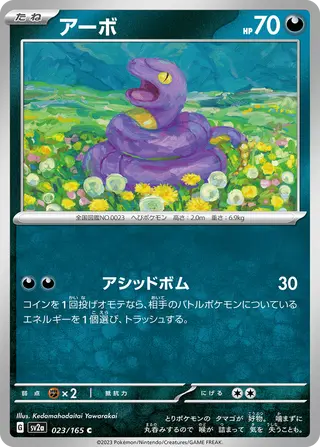 たね アーボ HP70
全国図鑑NO.0023 へびポケモン 高さ：2.0m 重さ：6.9kg
アシッドボム 30
コインを1回投げオモテなら、相手のバトルポケモンについている
エネルギーを1個選び、トラッシュする。
弱点 ×2 抵抗力 にげる
G sv2a 023/165 C
とりポケモンの タマゴが 好物。 噛まずに
丸呑みするので 喉が 詰まって 気を 失うことも。
Illus. Kedamahadaitai Yawarakai
©2023 Pokémon/Nintendo/Creatures/GAME FREAK.